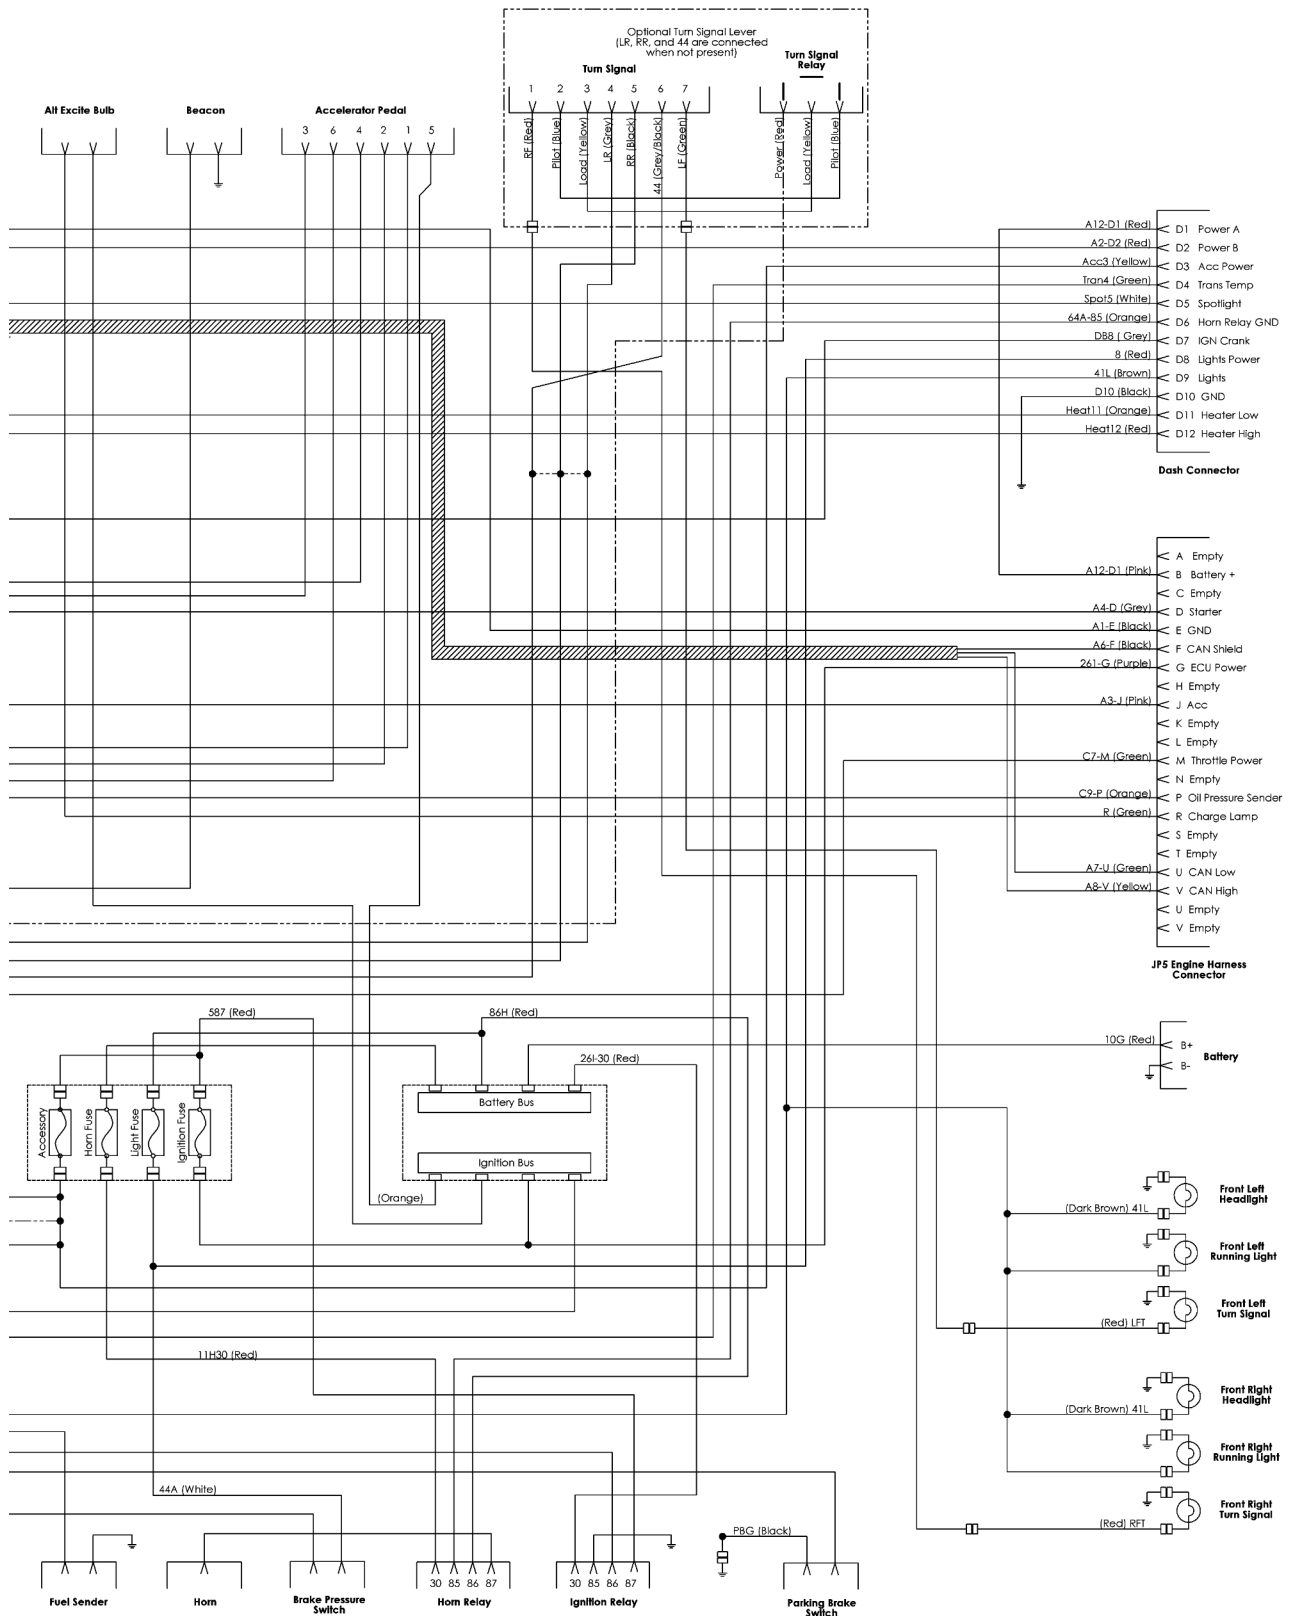 Optional Turn Signal Lever
(LR, RR, and 44 are connected
when not present)
Turn Signal
Turn Signal
Relay
1 2 3 4 5 6 7
RF (Red)
Pilot (Blue)
Load (Yellow)
LR (Grey)
RR (Black)
44 (Grey/Black)
LF (Green)
Power (Red)
Load (Yellow)
Pilot (Blue)
Alt Excite Bulb
Beacon
Accelerator Pedal
3 6 4 2 1 5
A12-D1 (Red) D1 Power A
A2-D2 (Red) D2 Power B
Acc3 (Yellow) D3 Acc Power
Tran4 (Green) D4 Trans Temp
Spot5 (White) D5 Spotlight
64A-85 (Orange) D6 Horn Relay GND
DB8 ( Grey) D7 IGN Crank
8 (Red) D8 Lights Power
41L (Brown) D9 Lights
D10 (Black) D10 GND
Heat11 (Orange) D11 Heater Low
Heat12 (Red) D12 Heater High
Dash Connector
A Empty
A12-D1 (Pink) B Battery +
C Empty
A4-D (Grey) D Starter
A1-E (Black) E GND
A6-F (Black) F CAN Shield
261-G (Purple) G ECU Power
H Empty
A3-J (Pink) J Acc
K Empty
L Empty
C7-M (Green) M Throttle Power
N Empty
C9-P (Orange) P Oil Pressure Sender
R (Green) R Charge Lamp
S Empty
T Empty
A7-U (Green) U CAN Low
A8-V (Yellow) V CAN High
U Empty
V Empty
JP5 Engine Harness
Connector
587 (Red)
86H (Red)
10G (Red) B+
B-
Battery
26I-30 (Red)
Accessory
Horn Fuse
Light Fuse
Ignition Fuse
Battery Bus
Ignition Bus
(Orange)
Front Left
Headlight
(Dark Brown) 41L
Front Left
Running Light
Front Left
Turn Signal
(Red) LFT
11H30 (Red)
Front Right
Headlight
(Dark Brown) 41L
Front Right
Running Light
44A (White)
Front Right
Turn Signal
(Red) RFT
PBG (Black)
30 85 86 87
30 85 86 87
Fuel Sender
Horn
Brake Pressure
Switch
Horn Relay
Ignition Relay
Parking Brake
Switch